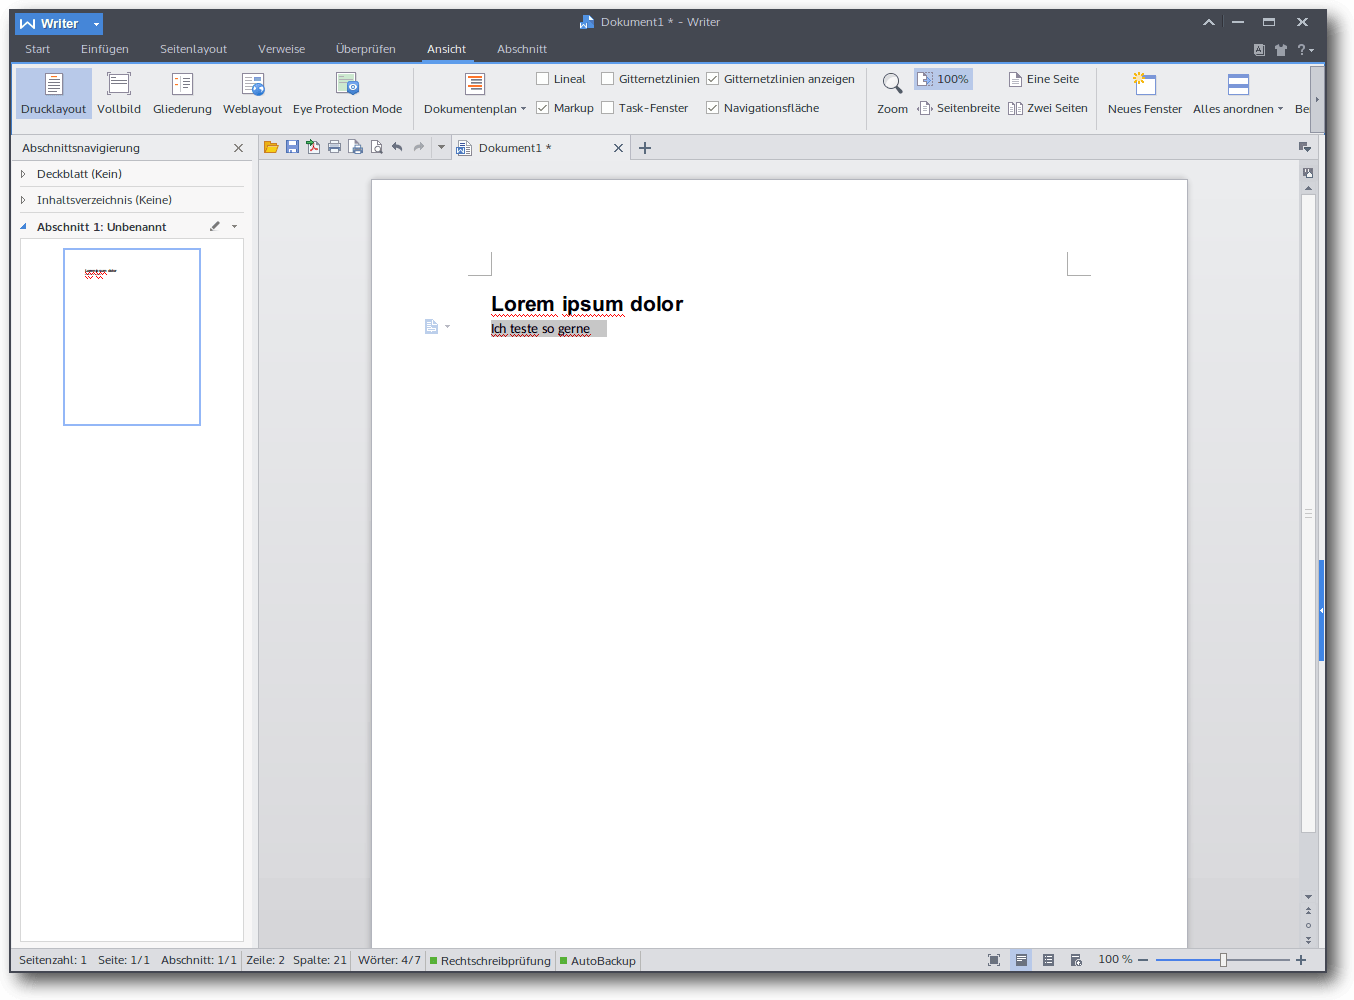 Writer
Dokument1 * - Writer
Start Einfügen Seitenlayout Verweise Überprüfen Ansicht Abschnitt
Lineal Gitternetzlinien Gitternetzlinien anzeigen 100% Eine Seite
Drucklayout Vollbild Gliederung Weblayout Eye Protection Mode Dokumentenplan Markup Task-Fenster Navigationsfläche Zoom Seitenbreite Zwei Seiten Neues Fenster Alles anordnen Be
Abschnittsnavigierung
Dokument1 *
Deckblatt (Kein)
Inhaltsverzeichnis (Keine)
Abschnitt 1: Unbenannt
Lorem ipsum dolor
Ich teste so gerne
Seitenzahl: 1 Seite: 1/1 Abschnitt: 1/1 Zeile: 2 Spalte: 21 Wörter: 4/7 Rechtschreibprüfung AutoBackup 100 %